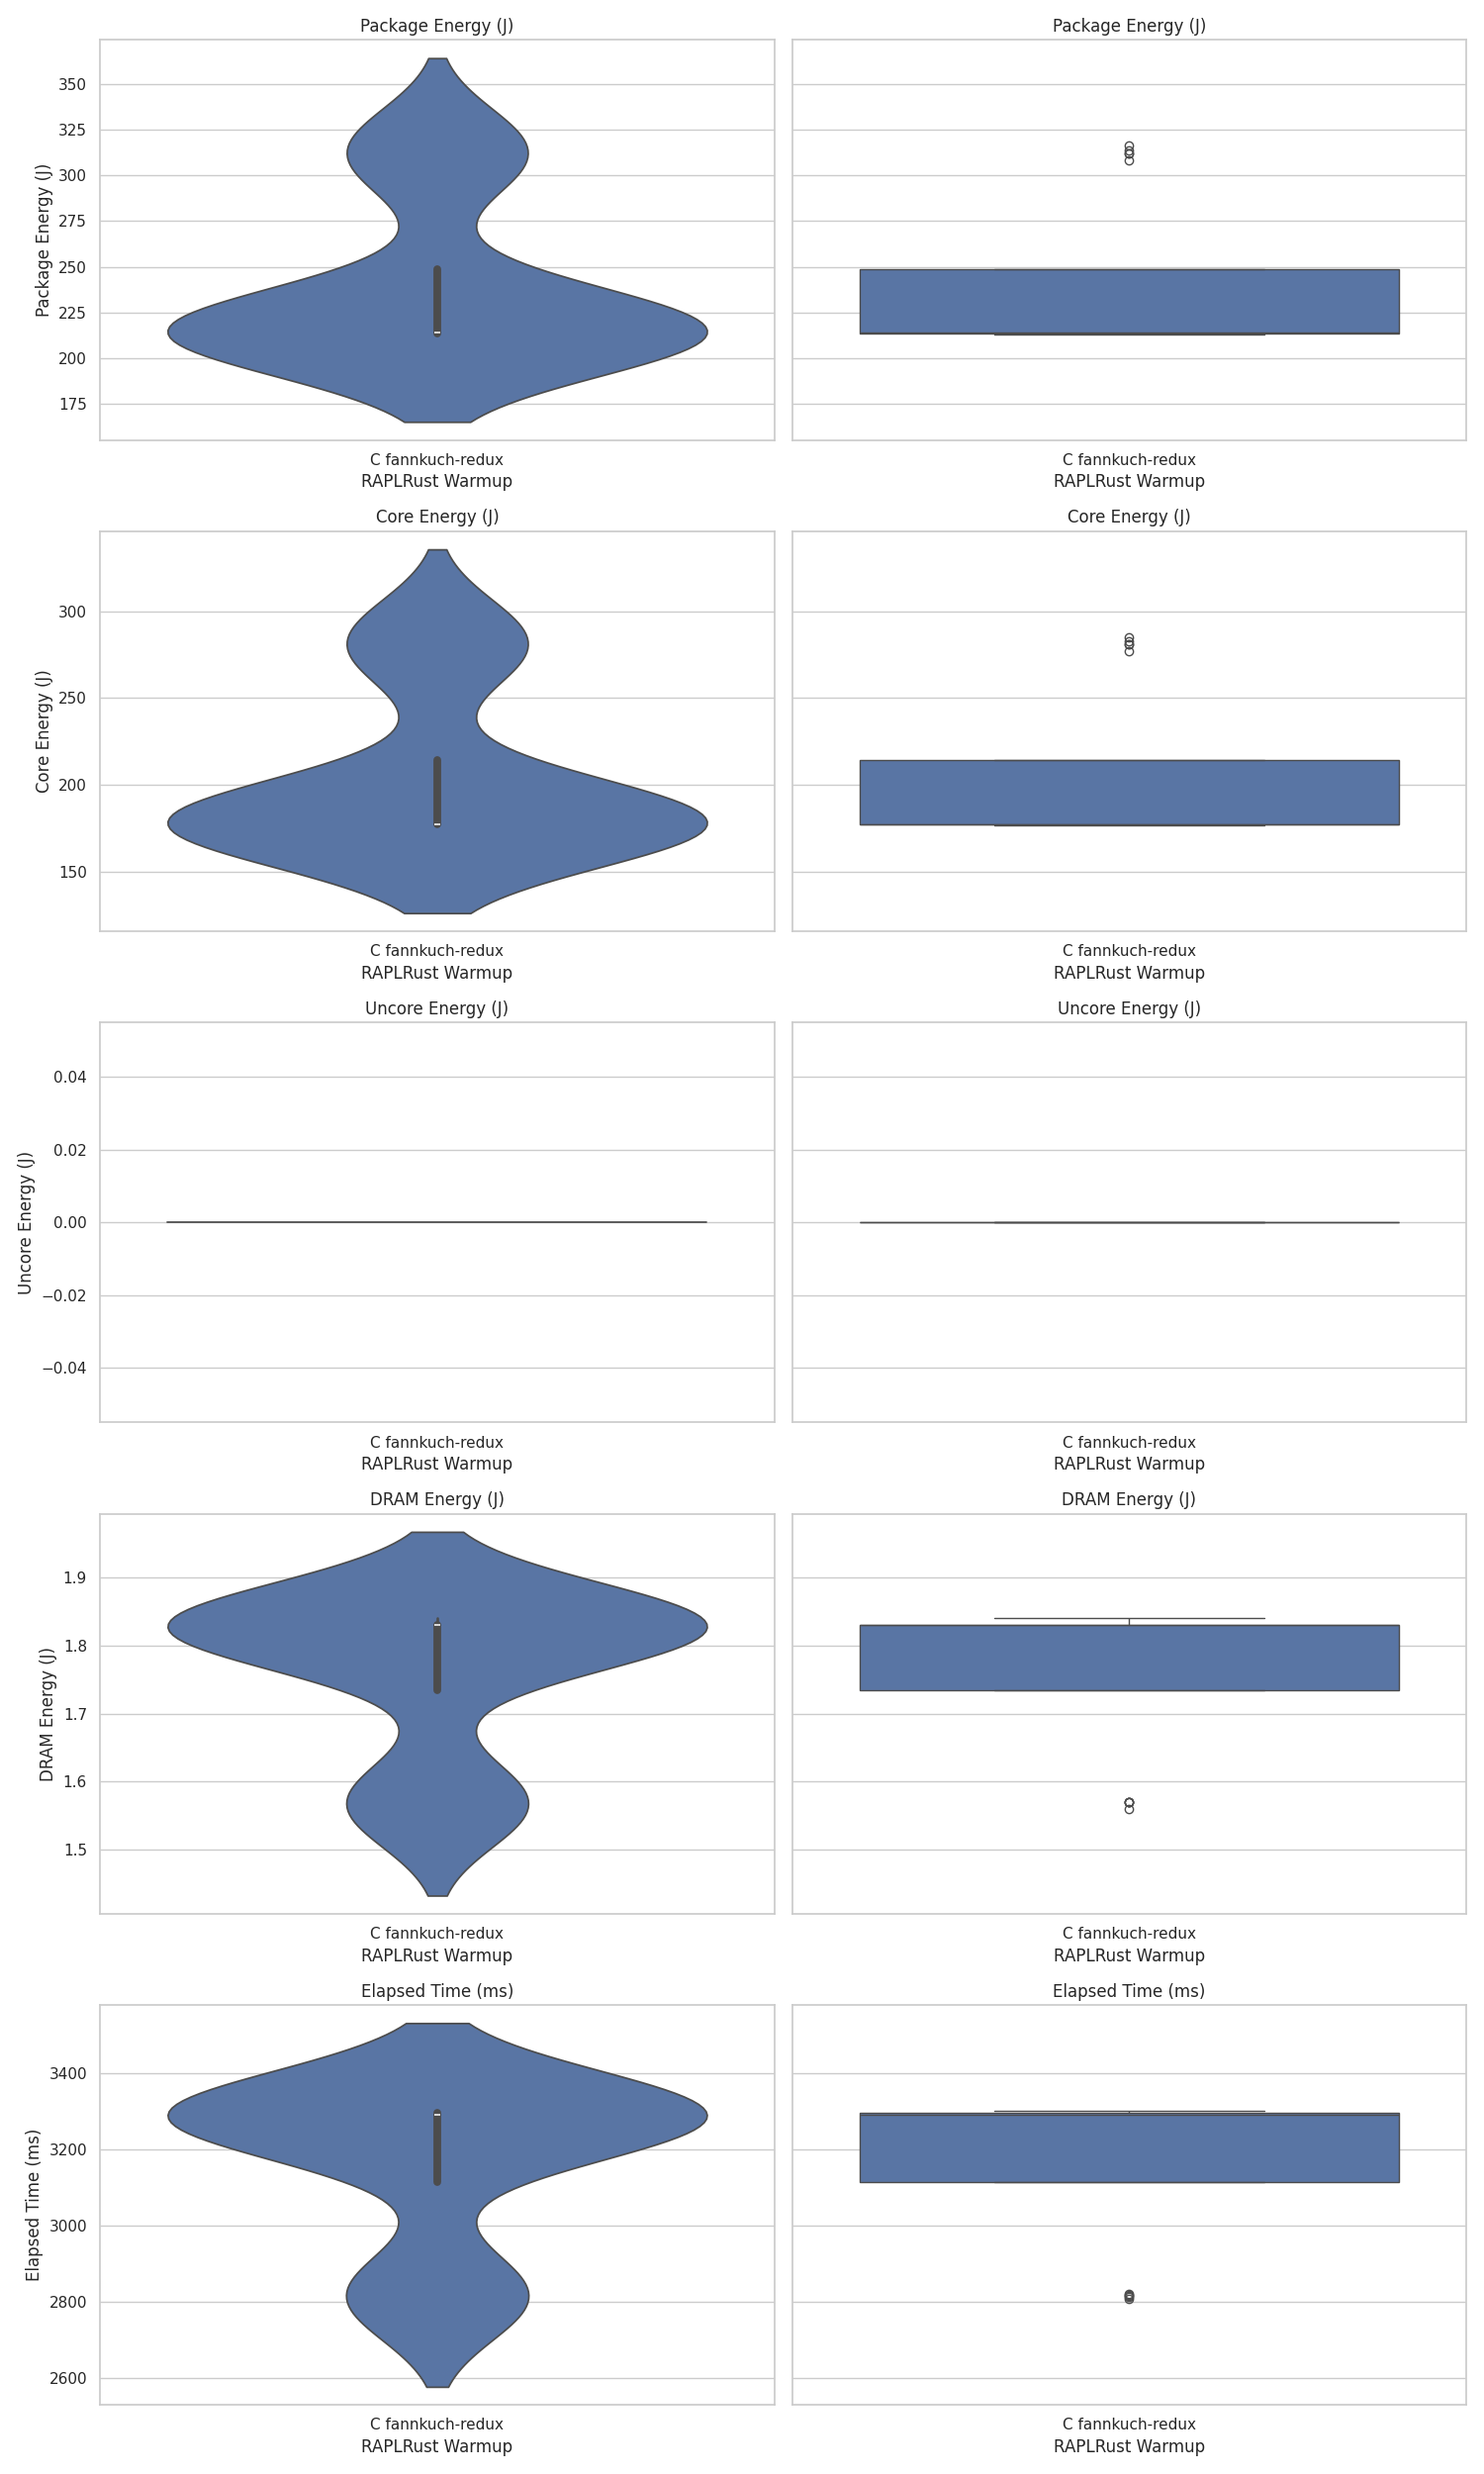 Package Energy (J)
Package Energy (J)
Package Energy (J)
350
325
300
275
250
225
200
175
C fannkuch-redux
RAPLRust Warmup
C fannkuch-redux
RAPLRust Warmup
Core Energy (J)
Core Energy (J)
Core Energy (J)
300
250
200
150
C fannkuch-redux
RAPLRust Warmup
C fannkuch-redux
RAPLRust Warmup
Uncore Energy (J)
Uncore Energy (J)
Uncore Energy (J)
0.04
0.02
0.00
−0.02
−0.04
C fannkuch-redux
RAPLRust Warmup
C fannkuch-redux
RAPLRust Warmup
DRAM Energy (J)
DRAM Energy (J)
DRAM Energy (J)
1.9
1.8
1.7
1.6
1.5
C fannkuch-redux
RAPLRust Warmup
C fannkuch-redux
RAPLRust Warmup
Elapsed Time (ms)
Elapsed Time (ms)
Elapsed Time (ms)
3400
3200
3000
2800
2600
C fannkuch-redux
RAPLRust Warmup
C fannkuch-redux
RAPLRust Warmup